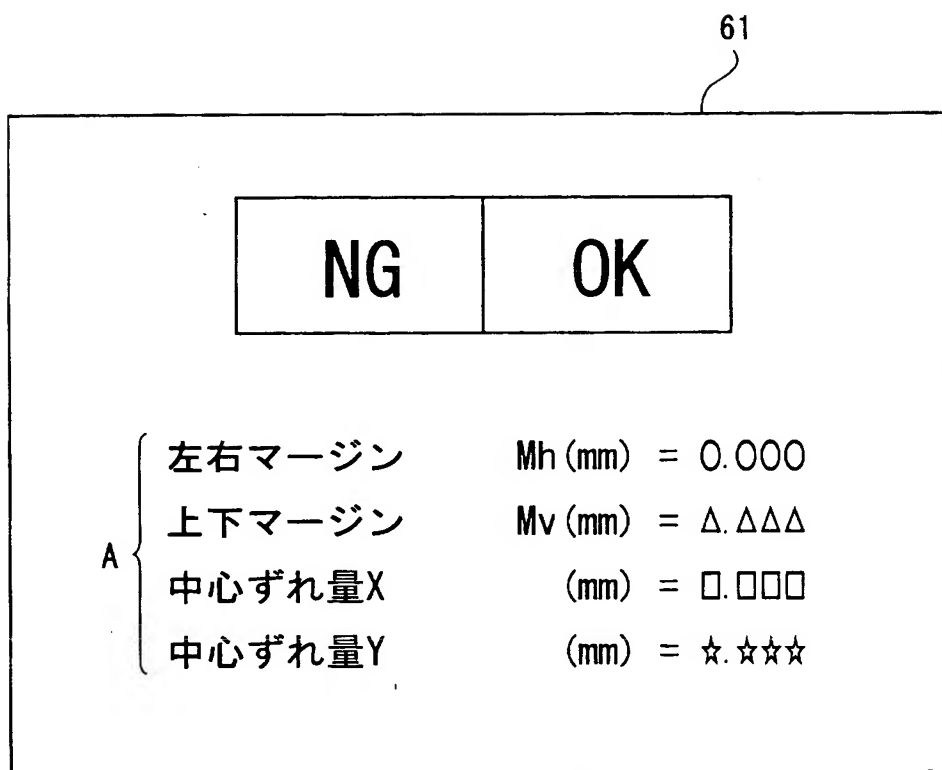 61
NG OK
左右マージン Mh(mm) = ○.○○○
上下マージン Mv(mm) = △.△△△
A
中心ずれ量X (mm) = □.□□□
中心ずれ量Y (mm) = ☆.☆☆☆